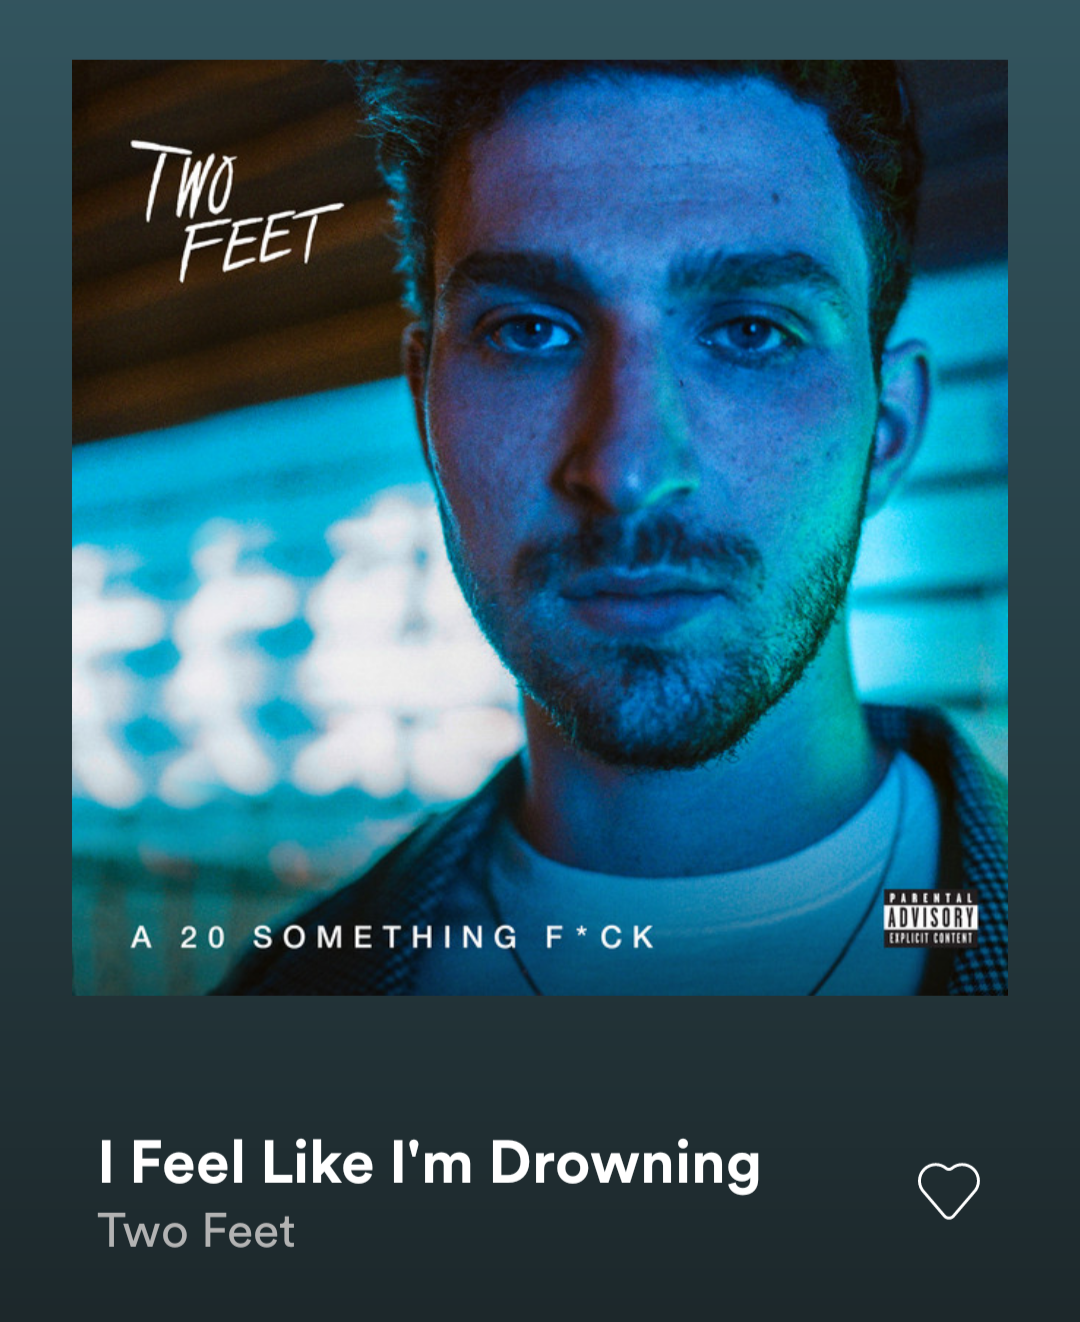 TWO
FEET
A 20 SOMETHING F*CK
PARENTAL
ADVISORY
EXPLICIT CONTENT
I Feel Like I'm Drowning
Two Feet